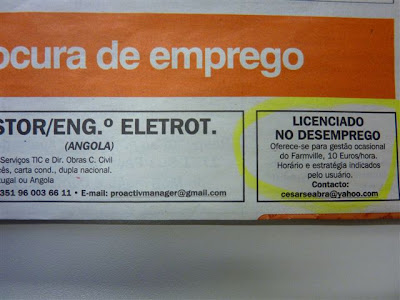 ocura de emprego
STOR/ENG.º ELETROT.
(ANGOLA)
Serviços TIC e Dir. Obras C. Civil
cês, carta cond., dupla nacional.
tugal ou Angola
351 96 003 66 11 • E-mail: proactivmanager@gmail.com
LICENCIADO
NO DESEMPREGO
Oferece-se para gestão ocasional
do Farmville, 10 Euros/hora.
Horário e estratégia indicados
pelo usuário.
Contacto:
cesarseabra@yahoo.com